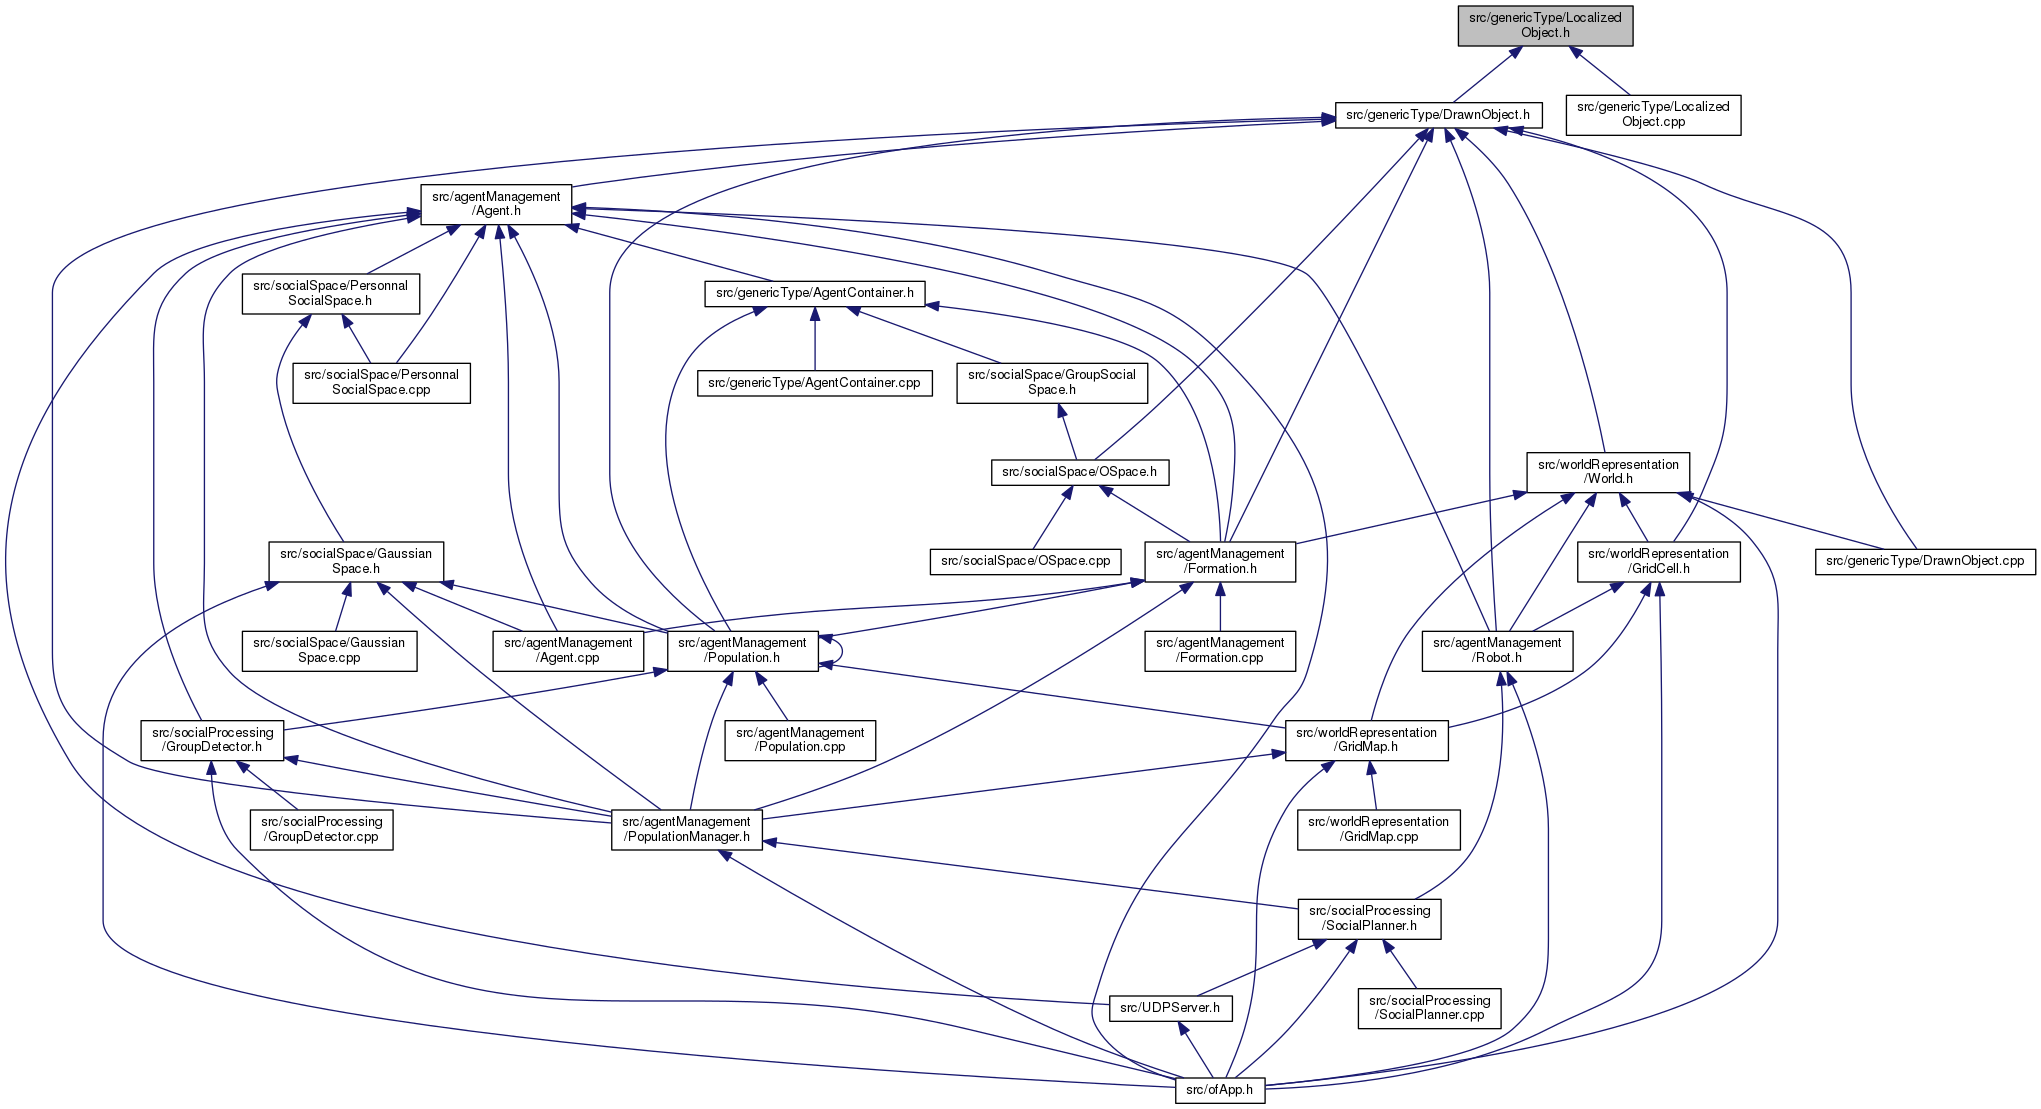 src/genericType/Localized
Object.h
src/genericType/DrawnObject.h
src/genericType/Localized
Object.cpp
src/agentManagement
/Agent.h
src/socialSpace/Personnal
SocialSpace.h
src/genericType/AgentContainer.h
src/socialSpace/Personnal
SocialSpace.cpp
src/genericType/AgentContainer.cpp
src/socialSpace/GroupSocial
Space.h
src/socialSpace/OSpace.h
src/worldRepresentation
/World.h
src/socialSpace/Gaussian
Space.h
src/socialSpace/OSpace.cpp
src/agentManagement
/Formation.h
src/worldRepresentation
/GridCell.h
src/genericType/DrawnObject.cpp
src/socialSpace/Gaussian
Space.cpp
src/agentManagement
/Agent.cpp
src/agentManagement
/Population.h
src/agentManagement
/Formation.cpp
src/agentManagement
/Robot.h
src/socialProcessing
/GroupDetector.h
src/agentManagement
/Population.cpp
src/worldRepresentation
/GridMap.h
src/socialProcessing
/GroupDetector.cpp
src/agentManagement
/PopulationManager.h
src/worldRepresentation
/GridMap.cpp
src/socialProcessing
/SocialPlanner.h
src/UDPServer.h
src/socialProcessing
/SocialPlanner.cpp
src/ofApp.h